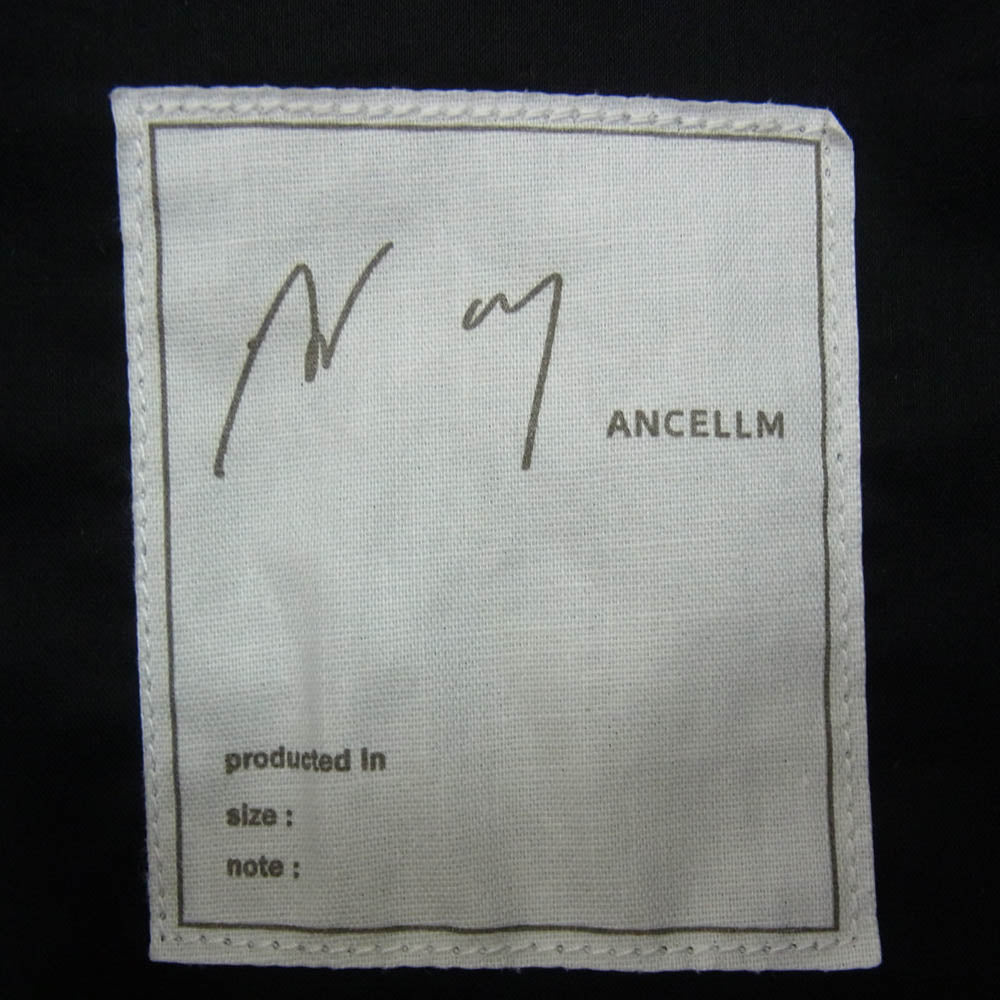 ANCELLM
producted in
size :
note :